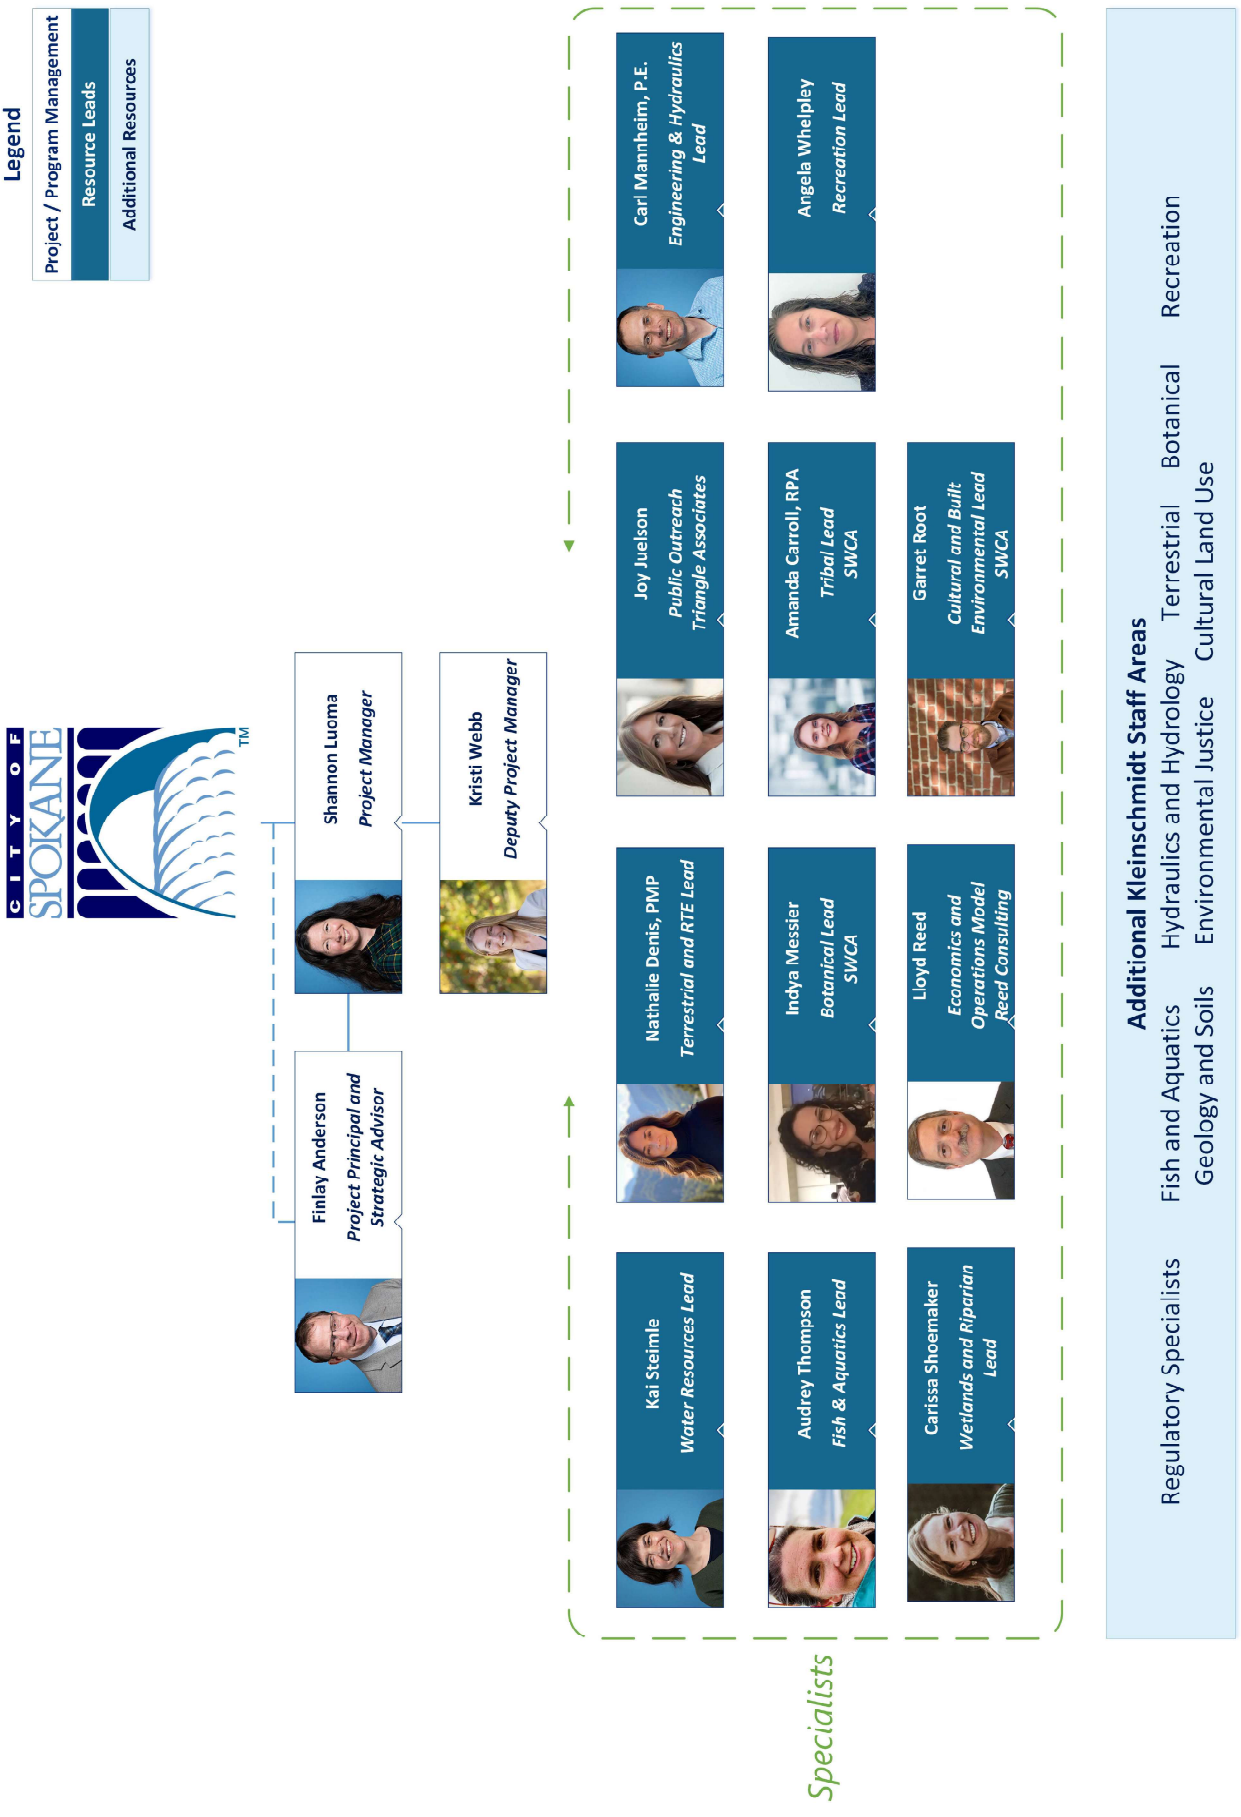 CITY OF
SPOKANE
TM
Legend
Project / Program Management
Resource Leads
Additional Resources
Finlay Anderson
Project Principal and
Strategic Advisor
Shannon Luoma
Project Manager
Kristi Webb
Deputy Project Manager
Specialists
Kai Steimle
Water Resources Lead
Nathalie Denis, PMP
Terrestrial and RTE Lead
Joy Juelson
Public Outreach
Triangle Associates
Carl Mannheim, P.E.
Engineering & Hydraulics
Lead
Audrey Thompson
Fish & Aquatics Lead
Indya Messier
Botanical Lead
SWCA
Amanda Carroll, RPA
Tribal Lead
SWCA
Angela Whelpley
Recreation Lead
Carissa Shoemaker
Wetlands and Riparian
Lead
Lloyd Reed
Economics and
Operations Model
Reed Consulting
Garret Root
Cultural and Built
Environmental Lead
SWCA
Additional Kleinschmidt Staff Areas
Regulatory Specialists Fish and Aquatics Hydraulics and Hydrology Terrestrial Botanical Recreation
Geology and Soils Environmental Justice Cultural Land Use